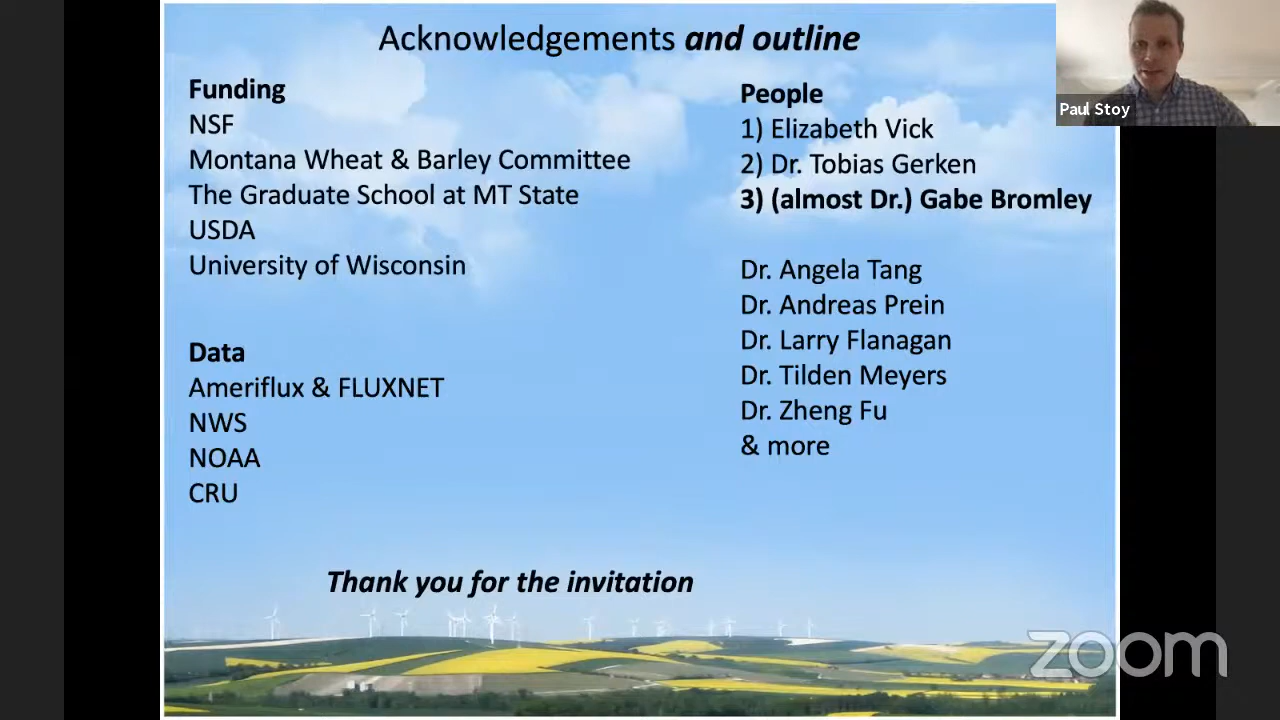 Acknowledgements and outline
Funding
NSF
Montana Wheat & Barley Committee
The Graduate School at MT State
USDA
University of Wisconsin
Data
Ameriflux & FLUXNET
NWS
NOAA
CRU
People
1) Elizabeth Vick
2) Dr. Tobias Gerken
3) (almost Dr.) Gabe Bromley
Dr. Angela Tang
Dr. Andreas Prein
Dr. Larry Flanagan
Dr. Tilden Meyers
Dr. Zheng Fu
& more
Thank you for the invitation
Paul Stoy
zoom